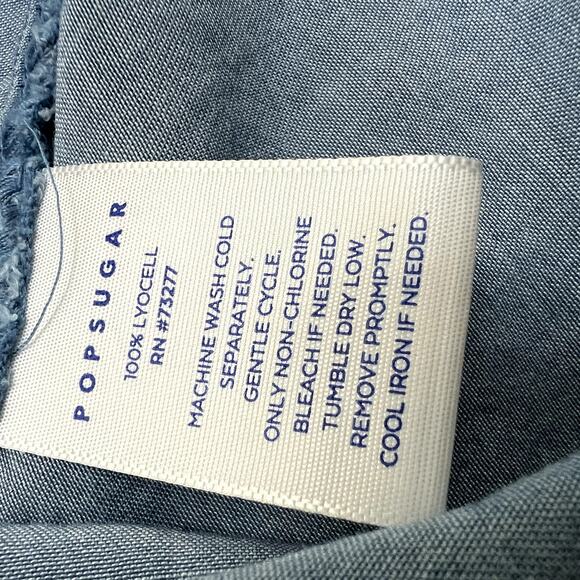 POPSUGAR
100% LYOCELL
RN #73277
MACHINE WASH COLD
SEPARATELY.
GENTLE CYCLE.
ONLY NON-CHLORINE
BLEACH IF NEEDED.
TUMBLE DRY LOW.
REMOVE PROMPTLY.
COOL IRON IF NEEDED.